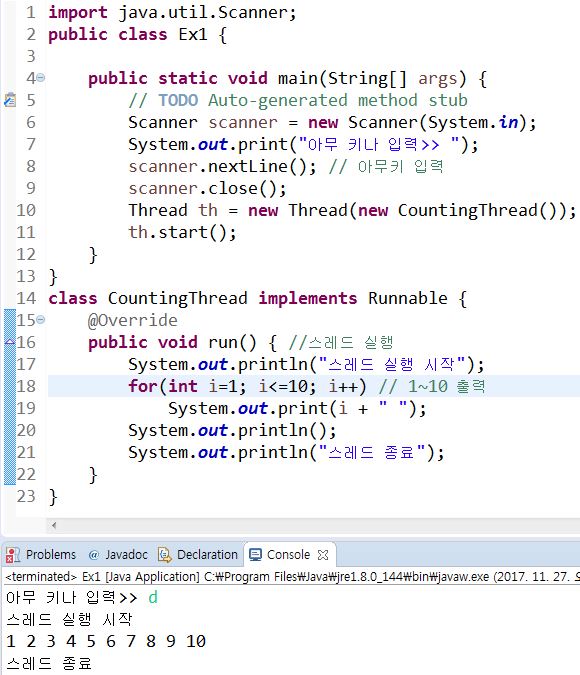 1 import java.util.Scanner;
2 public class Ex1 {
3
4 public static void main(String[] args) {
5 // TODO Auto-generated method stub
6 Scanner scanner = new Scanner(System.in);
7 System.out.print("아무 키나 입력>> ");
8 scanner.nextLine(); // 아무키 입력
9 scanner.close();
10 Thread th = new Thread(new CountingThread());
11 th.start();
12 }
13 }
14 class CountingThread implements Runnable {
15 @Override
16 public void run() { //스레드 실행
17 System.out.println("스레드 실행 시작");
18 for(int i=1; i<=10; i++) // 1~10 출력
19 System.out.print(i + " ");
20 System.out.println();
21 System.out.println("스레드 종료");
22 }
23 }
Problems @ Javadoc Declaration Console
<terminated> Ex1 [Java Application] C:₩Program Files₩Java₩jre1.8.0_144₩bin₩javaw.exe (2017. 11. 27.
아무 키나 입력>> d
스레드 실행 시작
1 2 3 4 5 6 7 8 9 10
스레드 종료